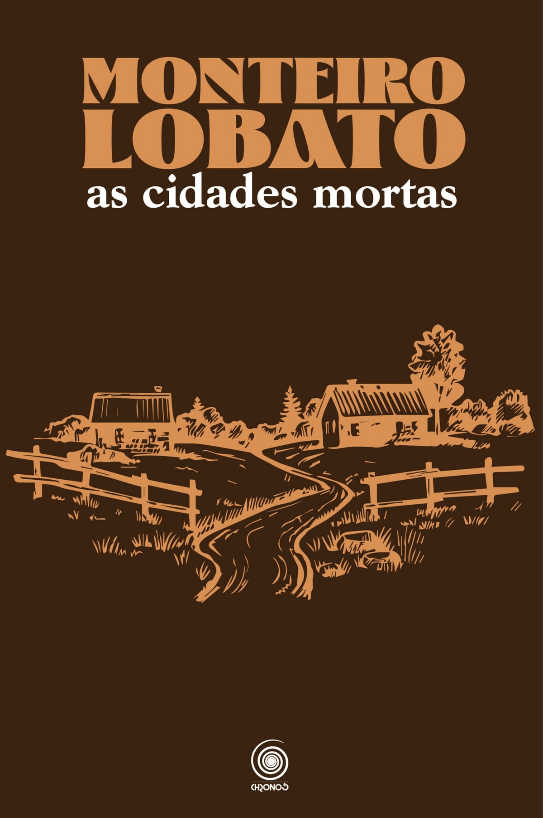 MONTEIRO
LOBATO
as cidades mortas
CHRONOS